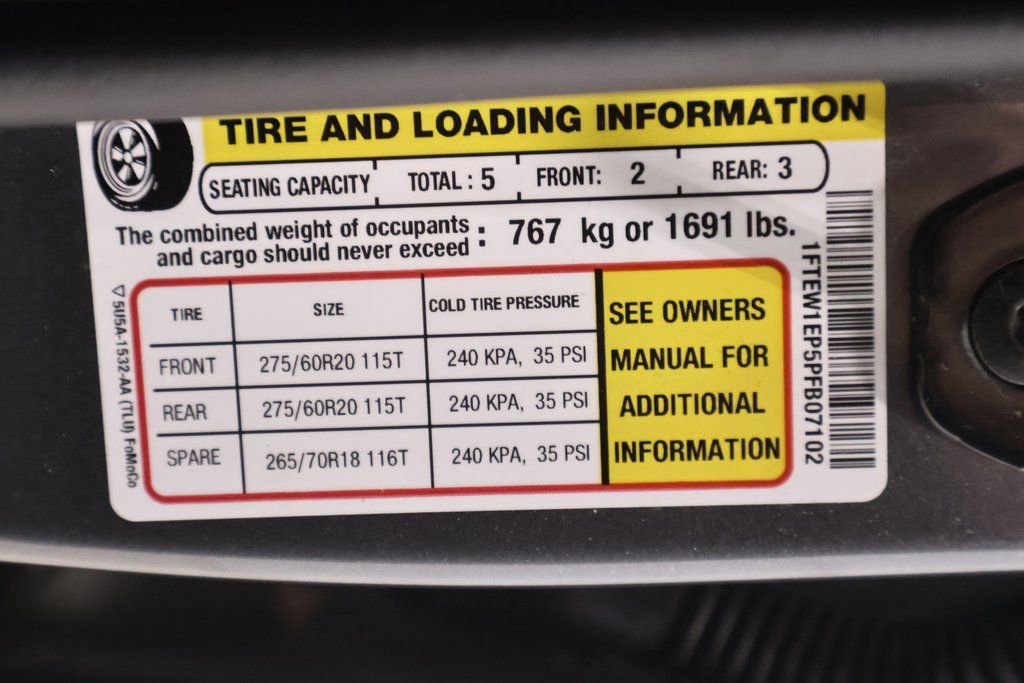 TIRE AND LOADING INFORMATION
SEATING CAPACITY TOTAL : 5 FRONT: 2 REAR: 3
The combined weight of occupants
and cargo should never exceed : 767 kg or 1691 lbs.
TIRE SIZE COLD TIRE PRESSURE
FRONT 275/60R20 115T 240 KPA, 35 PSI
REAR 275/60R20 115T 240 KPA, 35 PSI
SPARE 265/70R18 116T 240 KPA, 35 PSI
SEE OWNERS
MANUAL FOR
ADDITIONAL
INFORMATION
5U5A-1532-AA (TLU) FoMoCo
1FTEW1EP5PFB07102